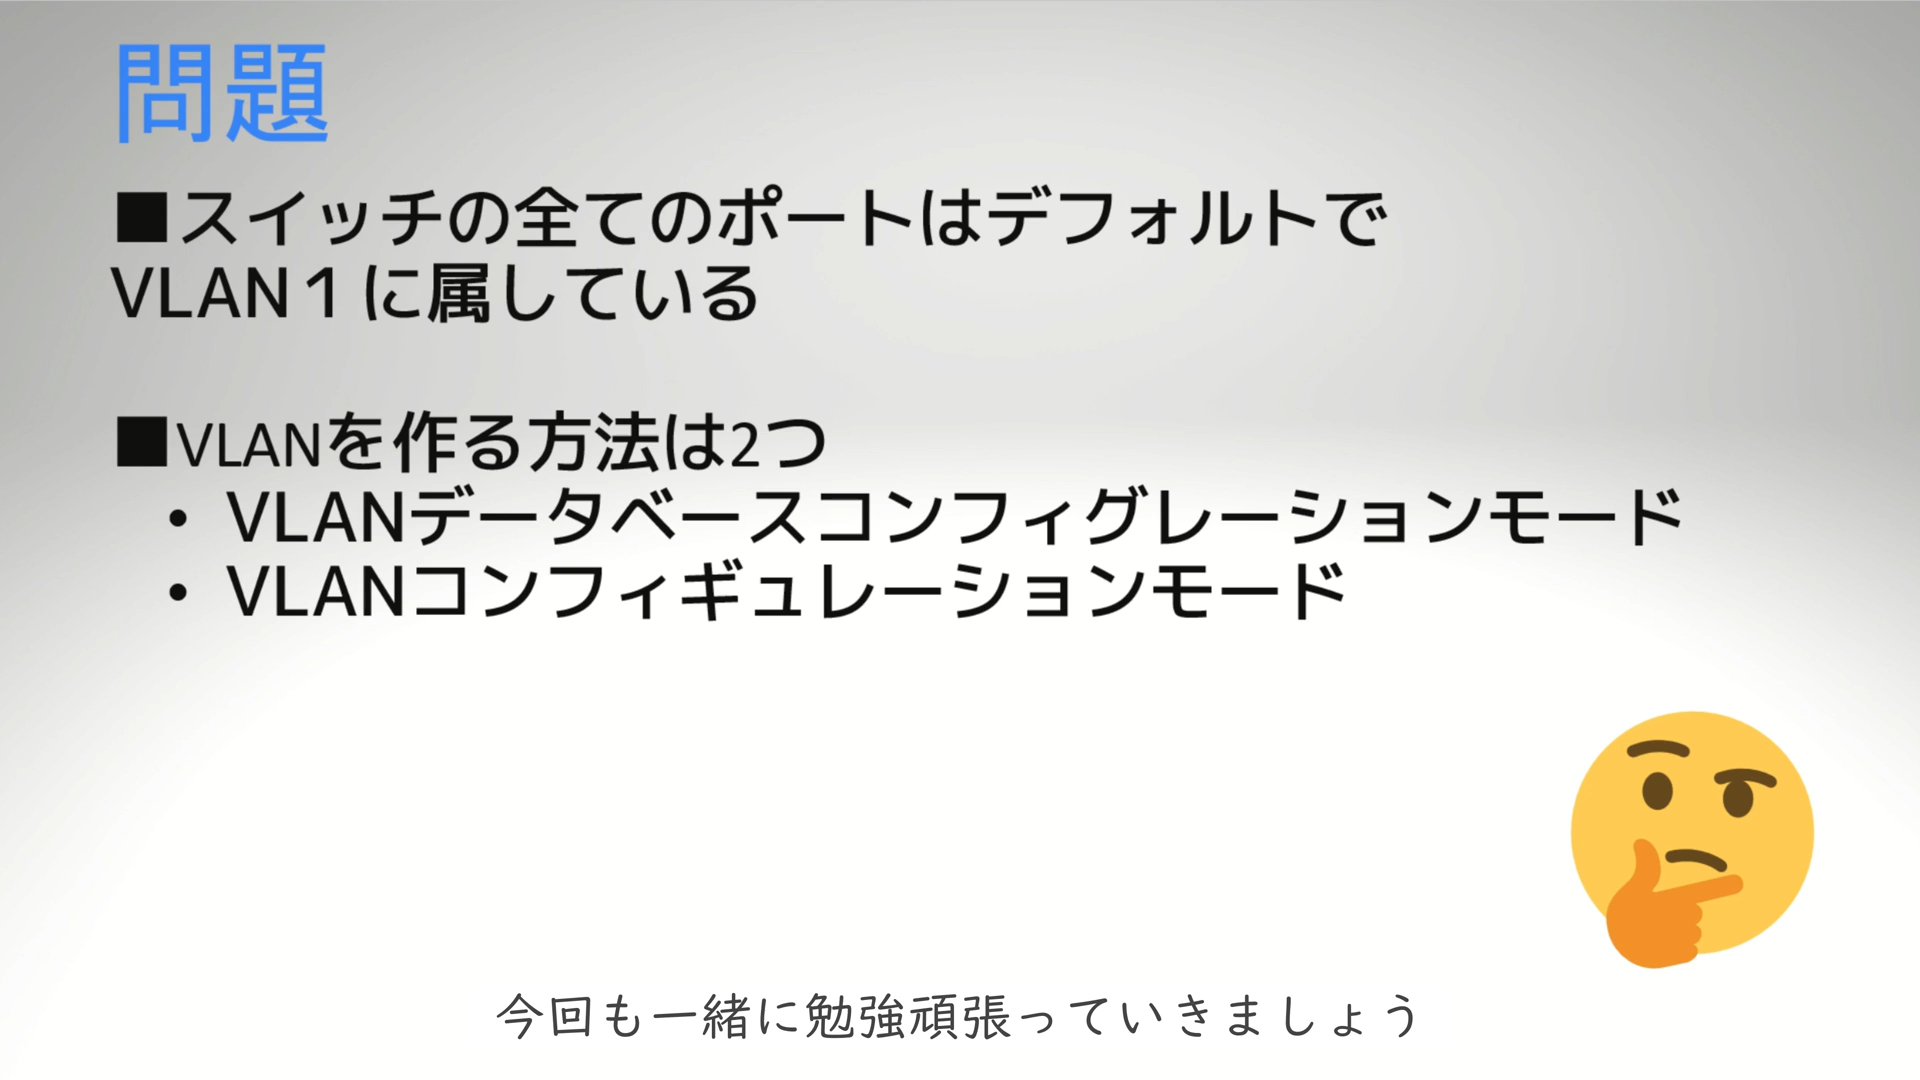 問題
■スイッチの全てのポートはデフォルトで
VLAN１に属している
■VLANを作る方法は2つ
• VLANデータベースコンフィグレーションモード
• VLANコンフィギュレーションモード
今回も一緒に勉強頑張っていきましょう